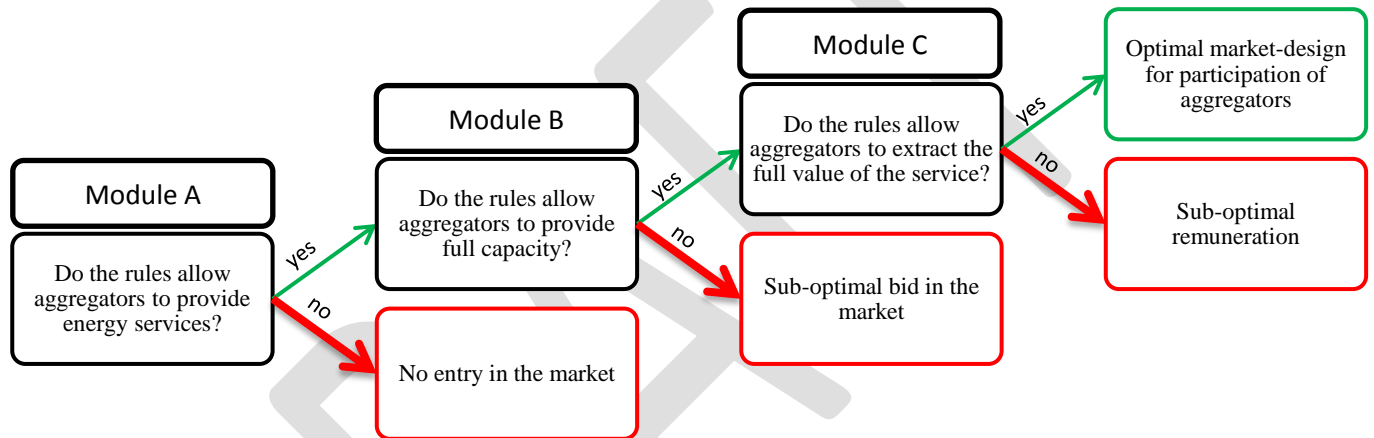 Module A
Do the rules allow
aggregators to provide
energy services?
yes
no
Module B
Do the rules allow
aggregators to provide
full capacity?
No entry in the market
yes
no
Module C
Do the rules allow
aggregators to extract the
full value of the service?
Sub-optimal bid in the
market
yes
no
Optimal market-design
for participation of
aggregators
Sub-optimal
remuneration